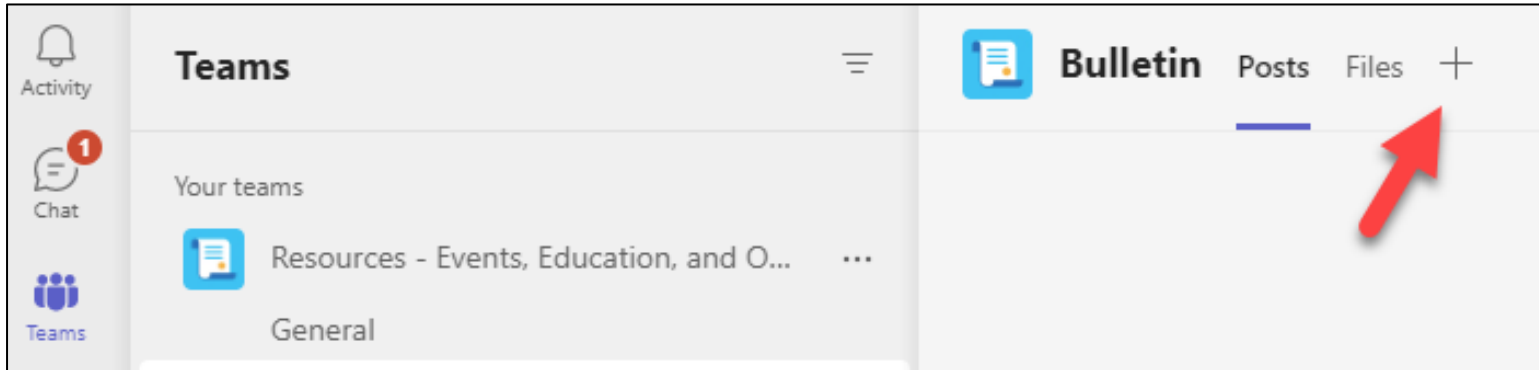 Activity
1
Chat
Teams
Teams
Your teams
Resources - Events, Education, and O...
General
Bulletin Posts Files